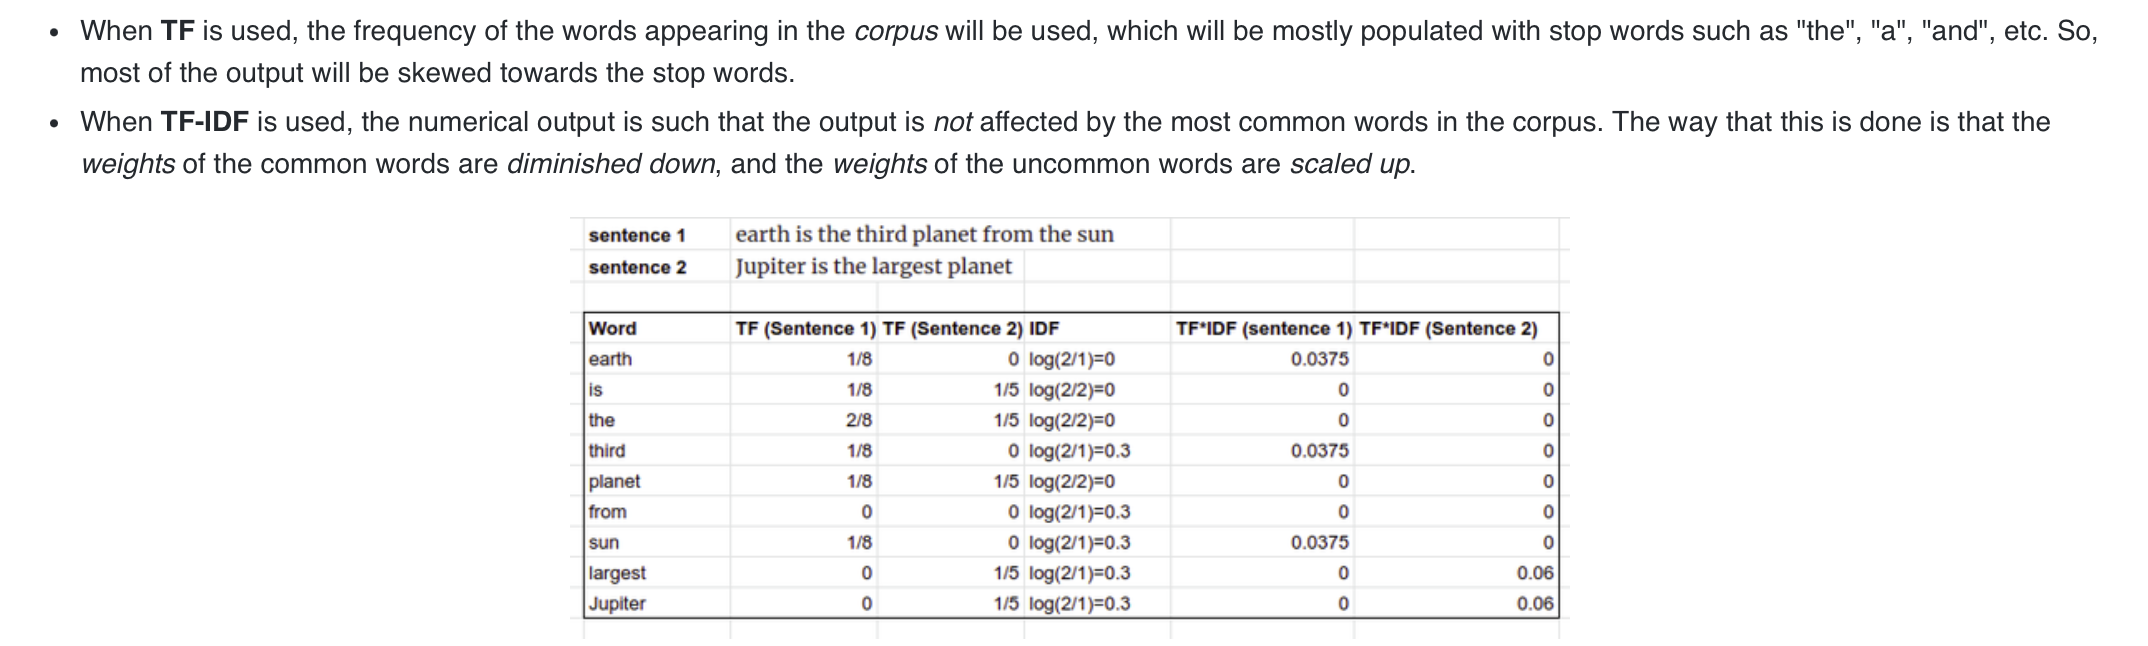 • When TF is used, the frequency of the words appearing in the corpus will be used, which will be mostly populated with stop words such as "the", "a", "and", etc. So,
most of the output will be skewed towards the stop words.
• When TF-IDF is used, the numerical output is such that the output is not affected by the most common words in the corpus. The way that this is done is that the
weights of the common words are diminished down, and the weights of the uncommon words are scaled up.
sentence 1 earth is the third planet from the sun
sentence 2 Jupiter is the largest planet
Word TF (Sentence 1) TF (Sentence 2) IDF TF*IDF (sentence 1) TF*IDF (Sentence 2)
earth 1/8 0 log(2/1)=0 0.0375 0
is 1/8 1/5 log(2/2)=0 0 0
the 2/8 1/5 log(2/2)=0 0 0
third 1/8 0 log(2/1)=0.3 0.0375 0
planet 1/8 1/5 log(2/2)=0 0 0
from 0 0 log(2/1)=0.3 0 0
sun 1/8 0 log(2/1)=0.3 0.0375 0
largest 0 1/5 log(2/1)=0.3 0 0.06
Jupiter 0 1/5 log(2/1)=0.3 0 0.06